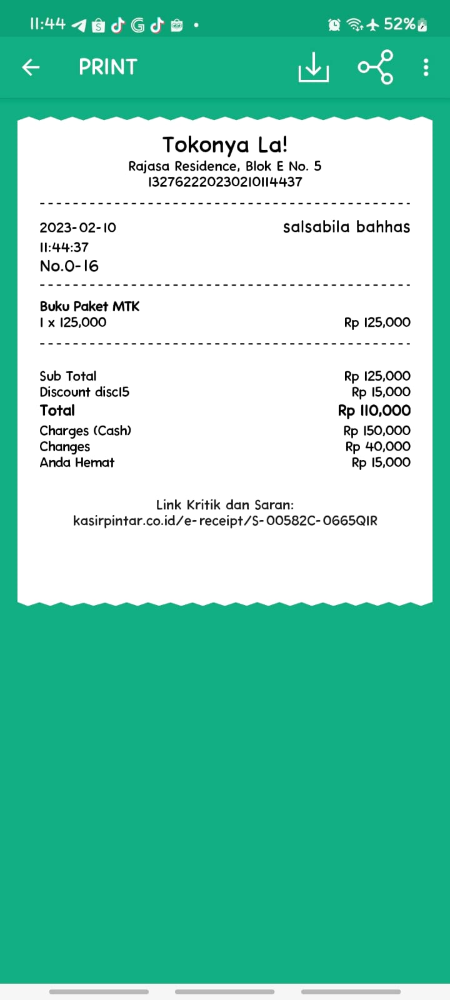 11:44 52%
PRINT
Tokonya La!
Rajasa Residence, Blok E No. 5
132762220230210114437
2023-02-10 salsabila bahhas
11:44:37
No.0-16
Buku Paket MTK
1 x 125,000 Rp 125,000
Sub Total Rp 125,000
Discount disc15 Rp 15,000
Total Rp 110,000
Charges (Cash) Rp 150,000
Changes Rp 40,000
Anda Hemat Rp 15,000
Link Kritik dan Saran:
kasirpintar.co.id/e-receipt/S-00582C-0665Q1R